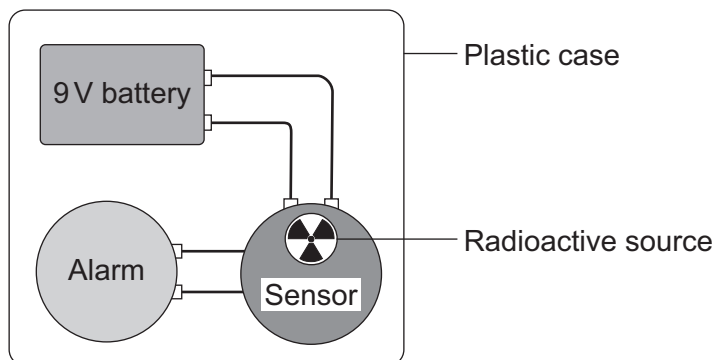 Plastic case
9 V battery
Radioactive source
Alarm
Sensor